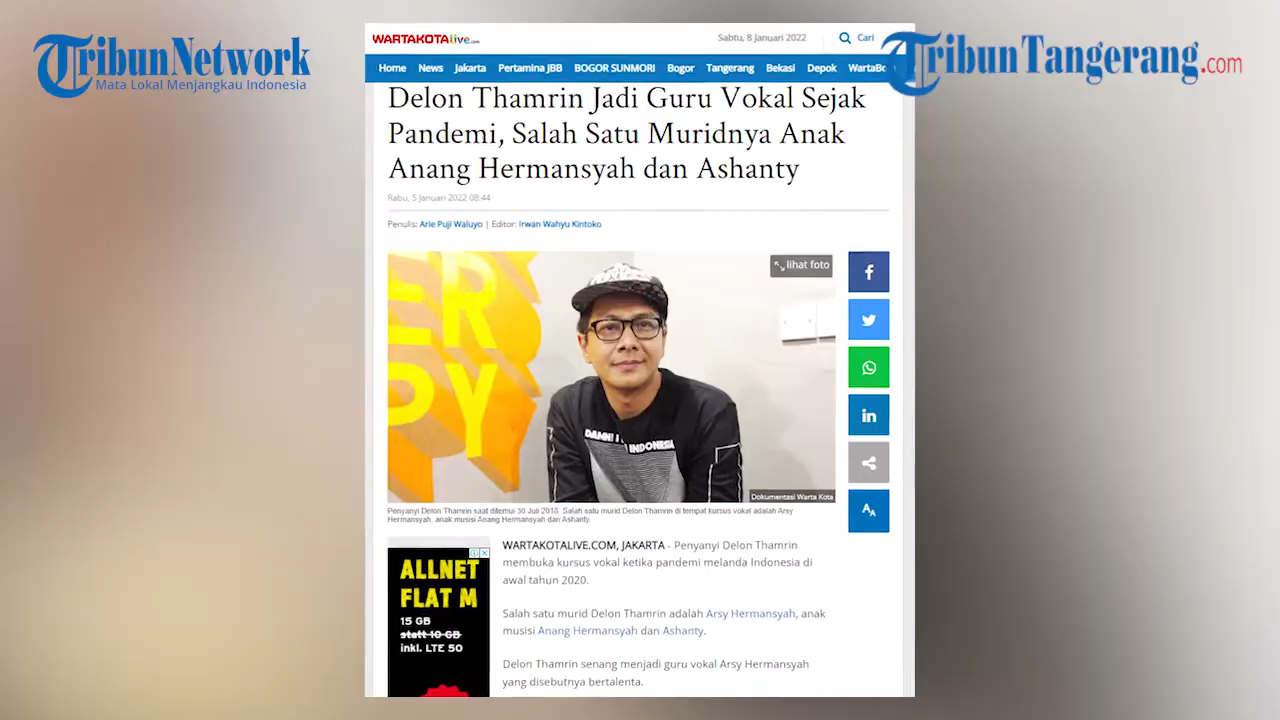 TribunNetwork
Mata Lokal Menjangkau Indonesia
WARTAKOTAlive.com
Sabtu, 8 Januari 2022
Cari
TribunTangerang.com
Home News Jakarta Pertamina JBB BOGOR SUNMORI Bogor Tangerang Bekasi Depok
Delon Thamrin Jadi Guru Vokal Sejak
Pandemi, Salah Satu Muridnya Anak
Anang Hermansyah dan Ashanty
Rabu, 5 Januari 2022 08:44
Penulis: Arie Puji Waluyo | Editor: Irwan Wahyu Kintoko
ER
PY
lihat foto
DAMN! I
INDONESIA
Dokumentasi Warta Kota
Penyanyi Delon Thamrin saat ditemui 30 Juli 2018. Salah satu murid Delon Thamrin di tempat kursus vokal adalah Arsy
Hermansyah, anak musisi Anang Hermansyah dan Ashanty.
ALLNET
FLAT M
15 GB
statt 10 GB
inkl. LTE 50
WARTAKOTALIVE.COM, JAKARTA - Penyanyi Delon Thamrin
membuka kursus vokal ketika pandemi melanda Indonesia di
awal tahun 2020.
Salah satu murid Delon Thamrin adalah Arsy Hermansyah, anak
musisi Anang Hermansyah dan Ashanty.
Delon Thamrin senang menjadi guru vokal Arsy Hermansyah
yang disebutnya bertalenta.